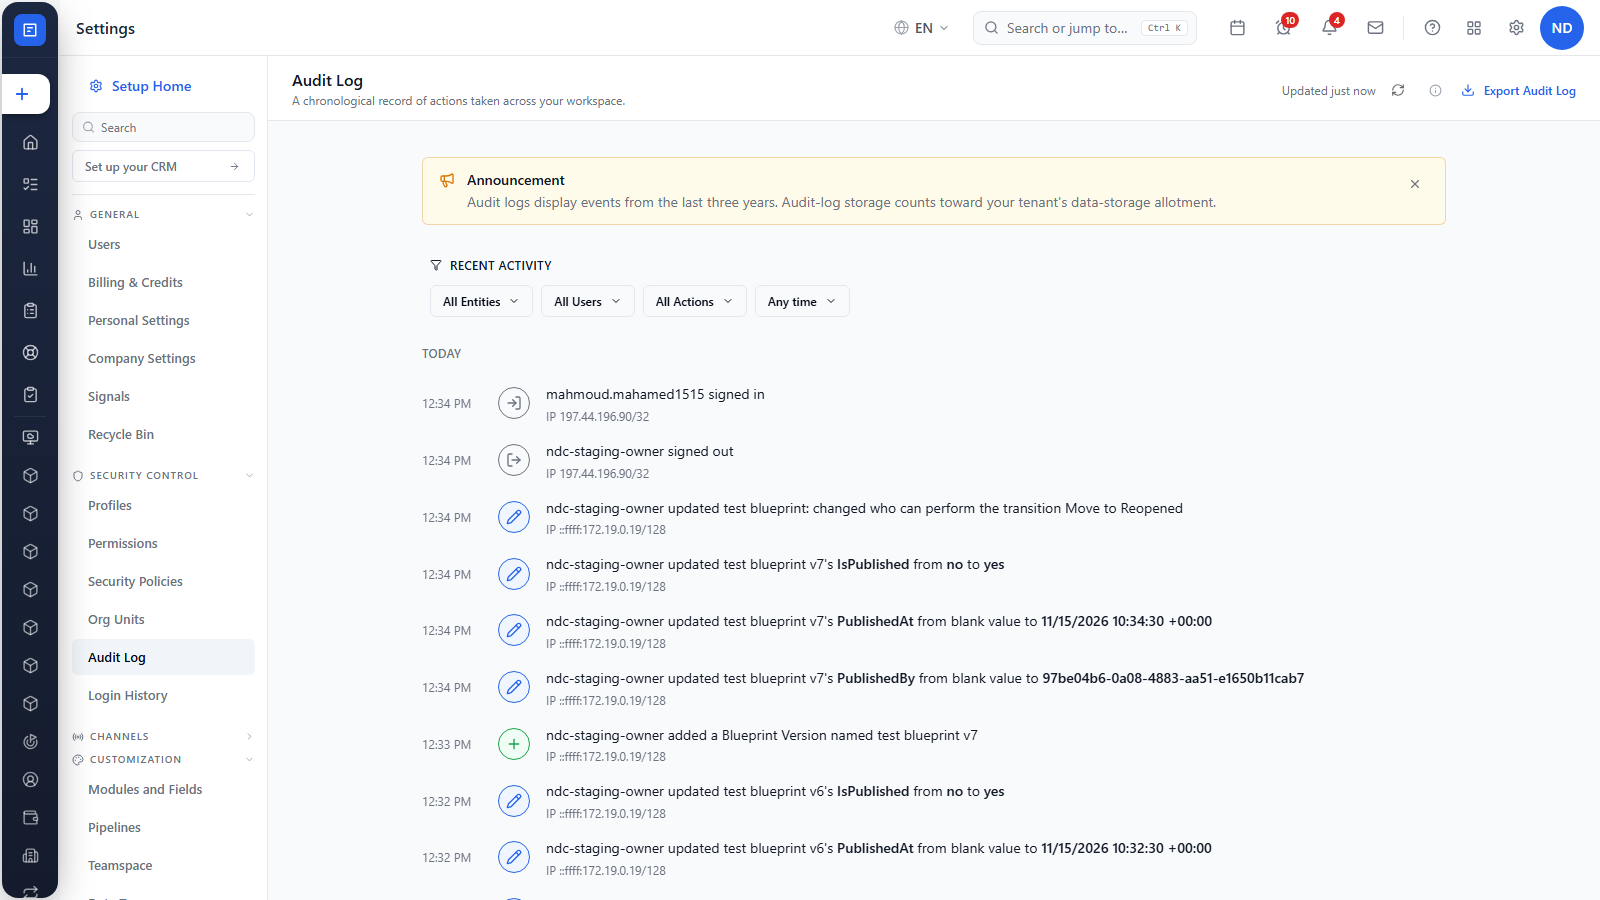 Settings
EN
Search or jump to...
Ctrl K
10
4
ND
Setup Home
Search
Set up your CRM
GENERAL
Users
Billing & Credits
Personal Settings
Company Settings
Signals
Recycle Bin
SECURITY CONTROL
Profiles
Permissions
Security Policies
Org Units
Audit Log
Login History
CHANNELS
CUSTOMIZATION
Modules and Fields
Pipelines
Teamspace
Audit Log
A chronological record of actions taken across your workspace.
Updated just now
Export Audit Log
Announcement
Audit logs display events from the last three years. Audit-log storage counts toward your tenant's data-storage allotment.
RECENT ACTIVITY
All Entities
All Users
All Actions
Any time
TODAY
12:34 PM
mahmoud.mahamed1515 signed in
IP 197.44.196.90/32
12:34 PM
ndc-staging-owner signed out
IP 197.44.196.90/32
12:34 PM
ndc-staging-owner updated test blueprint: changed who can perform the transition Move to Reopened
IP ::ffff:172.19.0.19/128
12:34 PM
ndc-staging-owner updated test blueprint v7's IsPublished from no to yes
IP ::ffff:172.19.0.19/128
12:34 PM
ndc-staging-owner updated test blueprint v7's PublishedAt from blank value to 11/15/2026 10:34:30 +00:00
IP ::ffff:172.19.0.19/128
12:34 PM
ndc-staging-owner updated test blueprint v7's PublishedBy from blank value to 97be04b6-0a08-4883-aa51-e1650b11cab7
IP ::ffff:172.19.0.19/128
12:33 PM
ndc-staging-owner added a Blueprint Version named test blueprint v7
IP ::ffff:172.19.0.19/128
12:32 PM
ndc-staging-owner updated test blueprint v6's IsPublished from no to yes
IP ::ffff:172.19.0.19/128
12:32 PM
ndc-staging-owner updated test blueprint v6's PublishedAt from blank value to 11/15/2026 10:32:30 +00:00
IP ::ffff:172.19.0.19/128